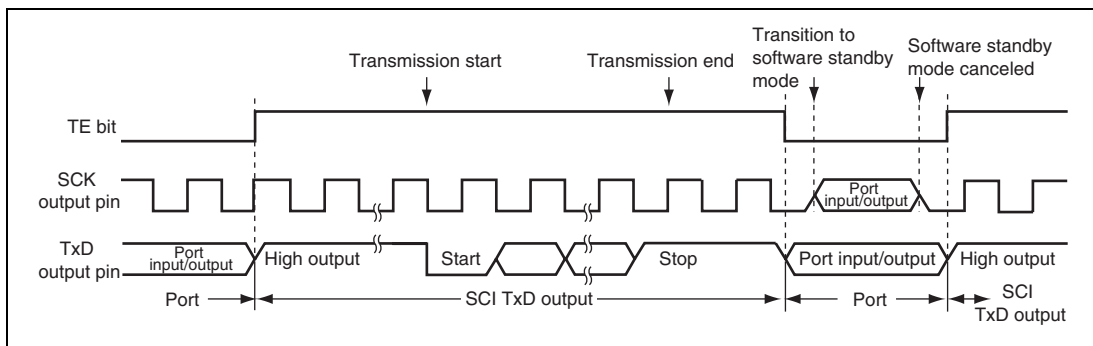 Transmission start
Transmission end
Transition to
software standby
mode
Software standby
mode canceled
TE bit
SCK
output pin
Port
input/output
TxD
output pin
Port
input/output
High output
Start
Stop
Port input/output
High output
Port
SCI TxD output
Port
SCI
TxD output